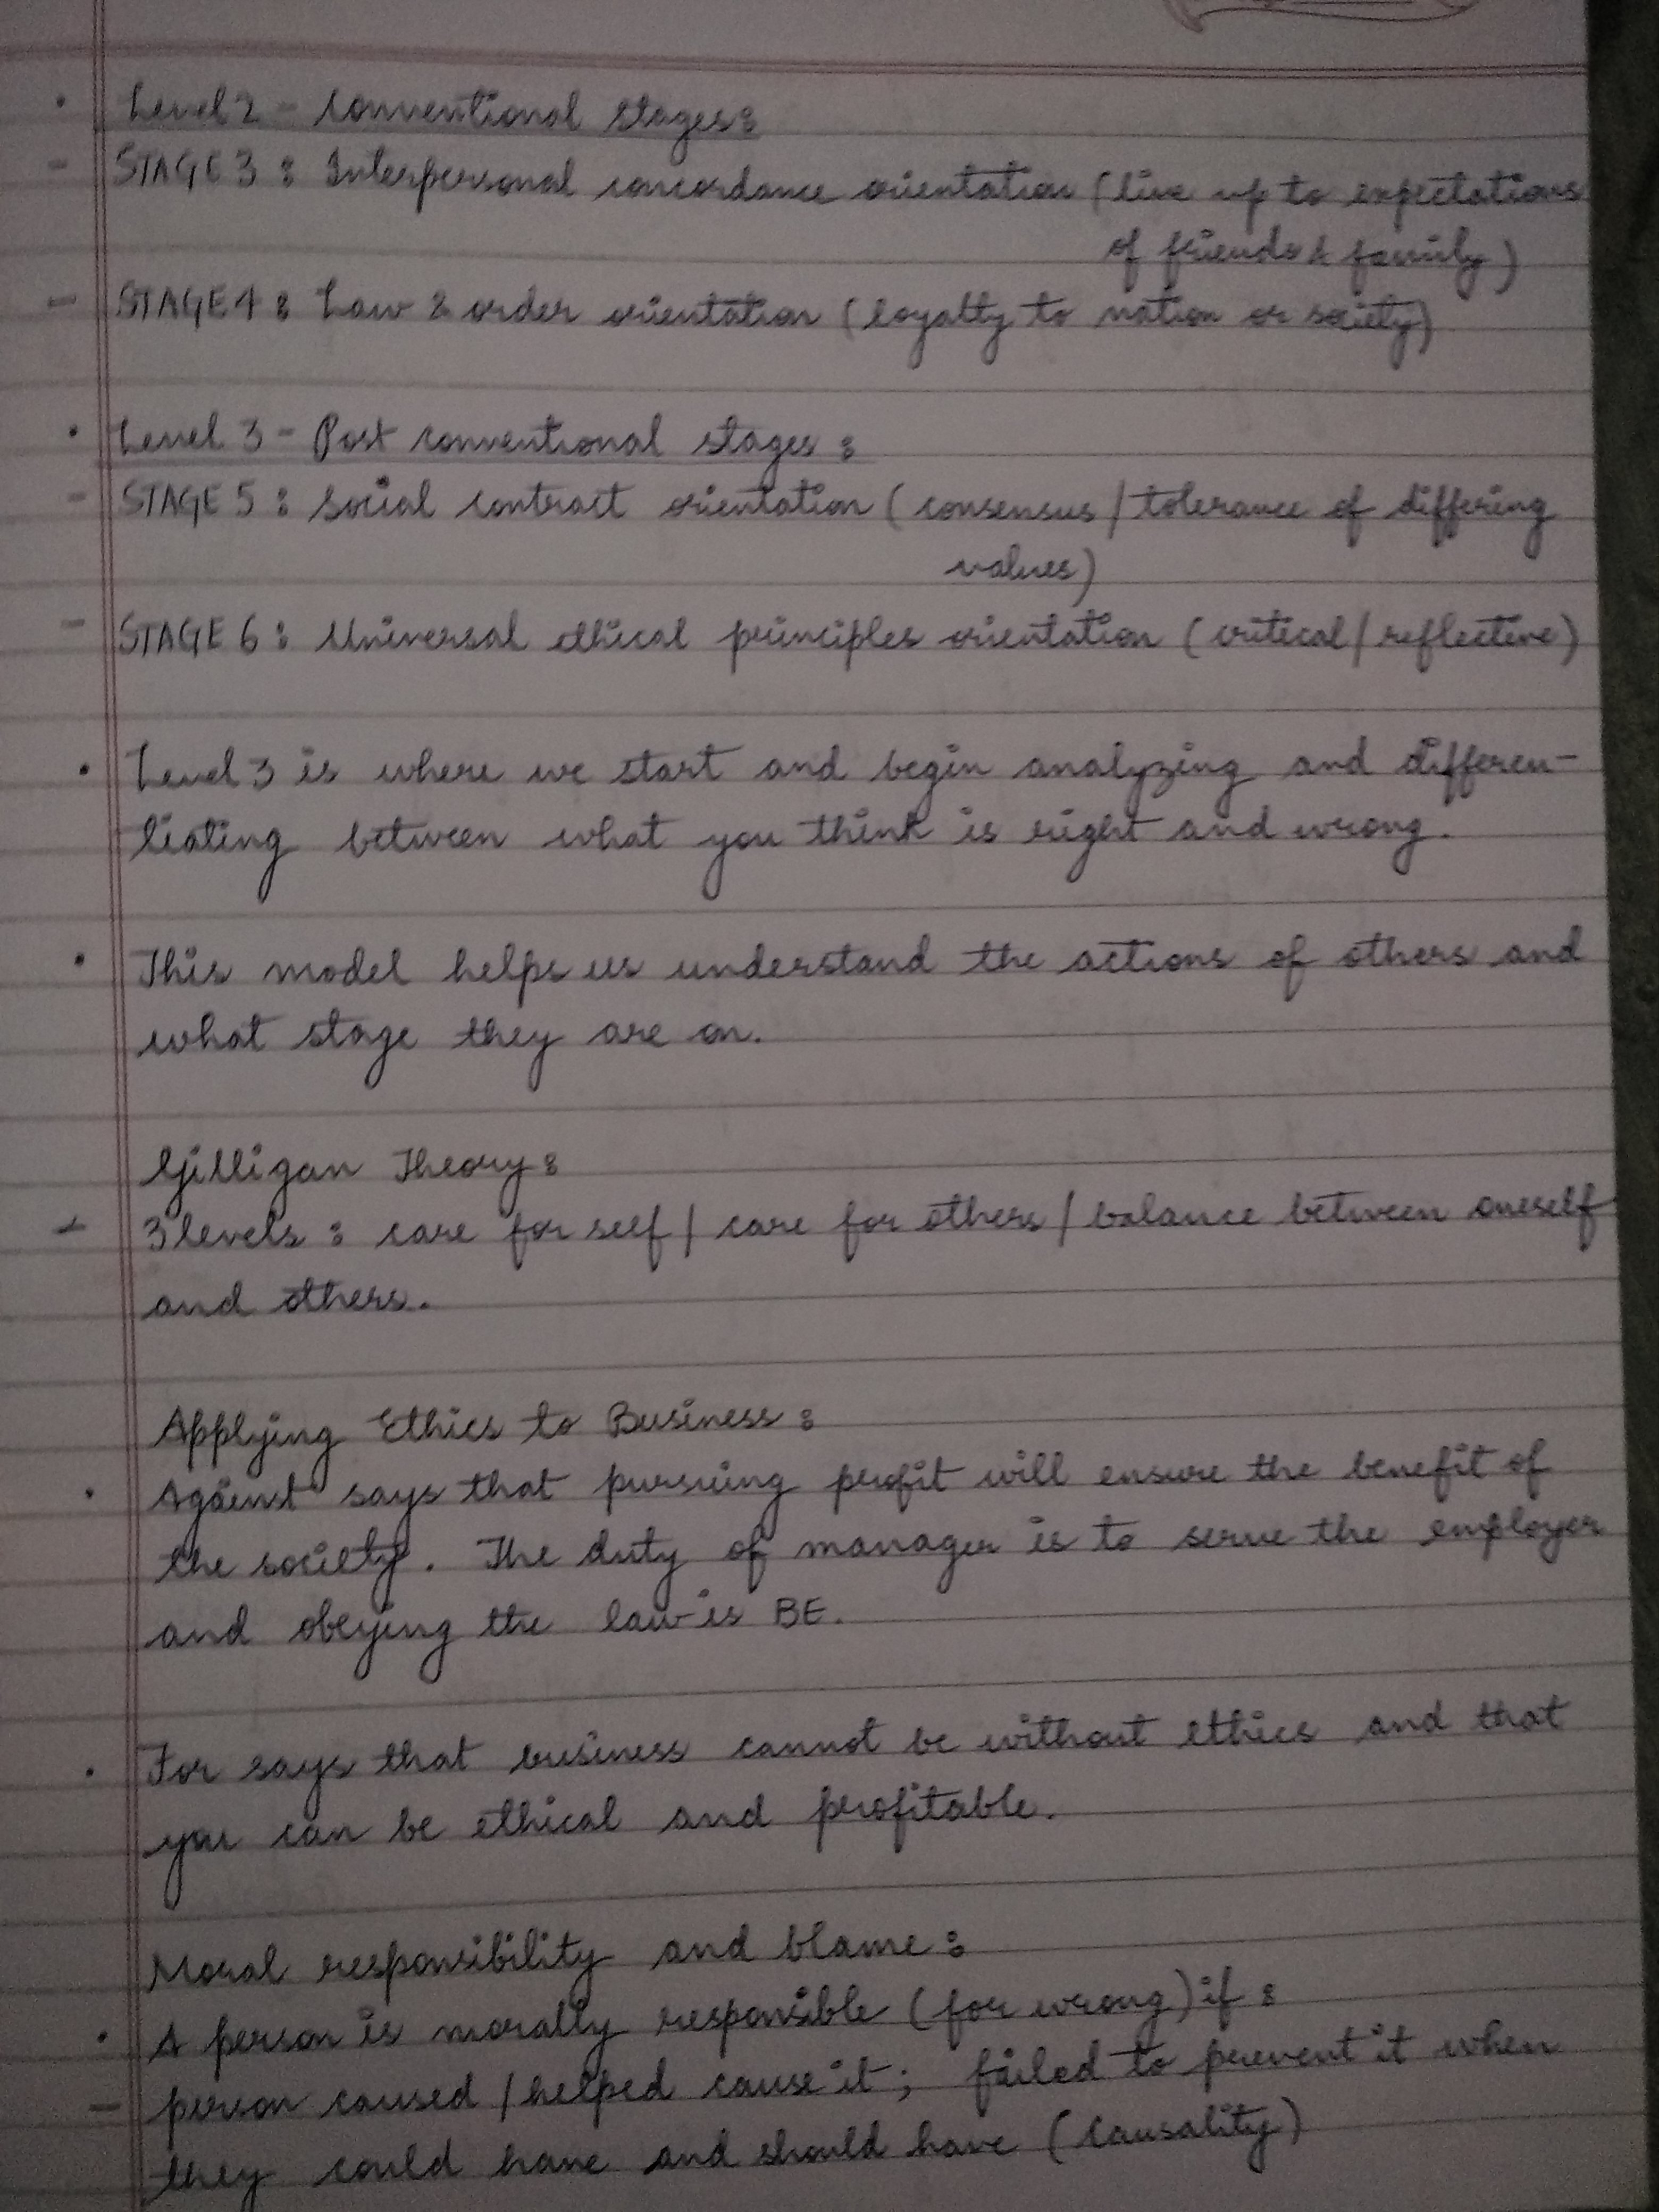 • Level 2 - Conventional stages:
- STAGE 3: Interpersonal concordance orientation (live up to expectations
of friends & family)
- STAGE 4: Law & order orientation (loyalty to nation or society)
• Level 3 - Post conventional stages:
- STAGE 5: Social contract orientation (consensus/tolerance of differing
values)
- STAGE 6: Universal ethical principles orientation (critical/reflective)
• Level 3 is where we start and begin analyzing and differen-
tiating between what you think is right and wrong.
• This model helps us understand the actions of others and
what stage they are on.
Gilligan Theory:
- 3 levels: care for self / care for others / balance between oneself
and others.
Applying Ethics to Business:
• Against says that pursuing profit will ensure the benefit of
the society. The duty of manager is to serve the employer
and obeying the law is BE.
• For says that business cannot be without ethics and that
you can be ethical and profitable.
Moral responsibility and blame:
• A person is morally responsible (for wrong) if:
- person caused / helped cause it; failed to prevent it when
they could have and should have (causality)